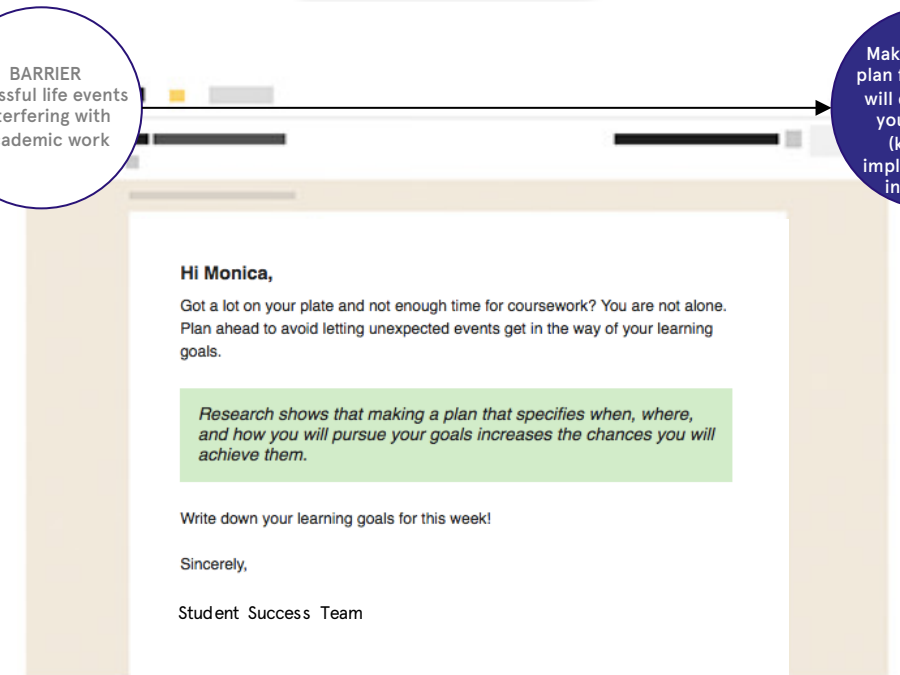 BARRIER
ssful life events
terfering with
ademic work
Mak
plan f
will
you
(k
impl
in
Hi Monica,
Got a lot on your plate and not enough time for coursework? You are not alone.
Plan ahead to avoid letting unexpected events get in the way of your learning
goals.
Research shows that making a plan that specifies when, where,
and how you will pursue your goals increases the chances you will
achieve them.
Write down your learning goals for this week!
Sincerely,
Student Success Team